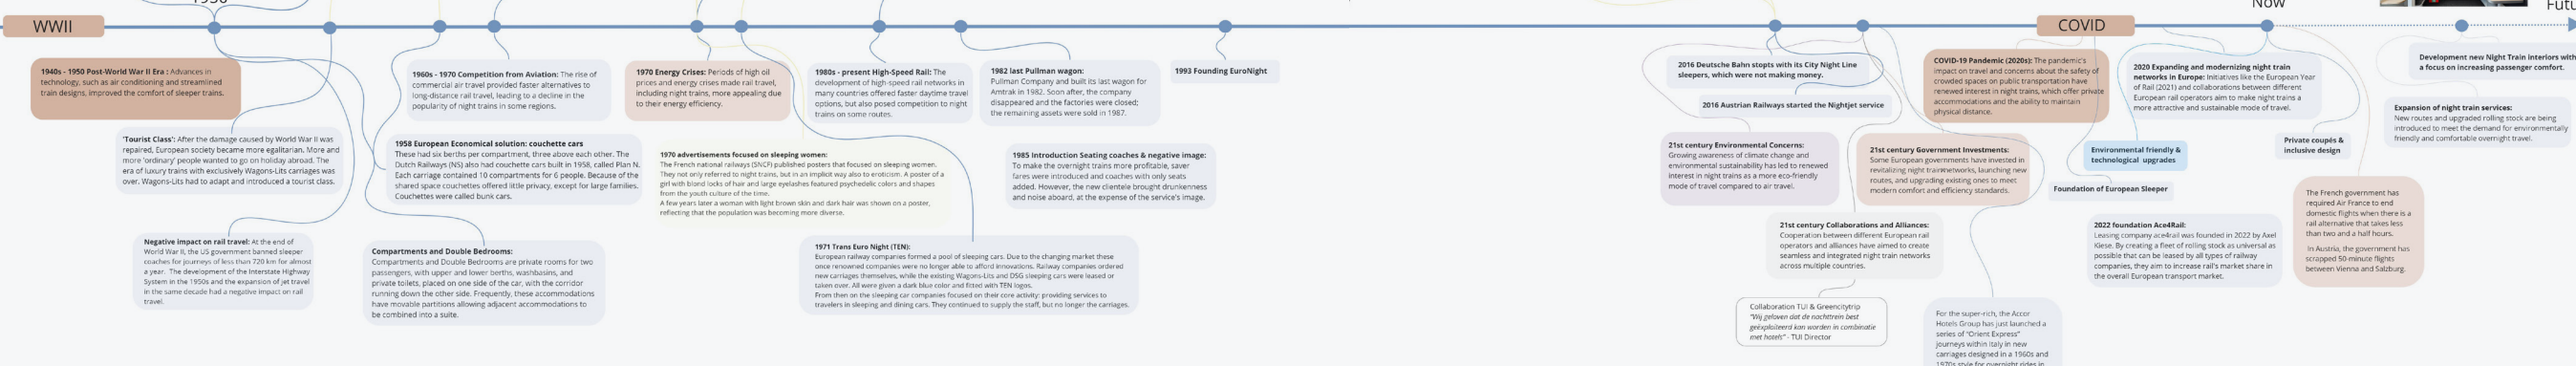 1950
WWII
1940s - 1950 Post-World War II Era : Advances in
technology, such as air conditioning and streamlined
train designs, improved the comfort of sleeper trains.
'Tourist Class': After the damage caused by World War II was
repaired, European society became more egalitarian. More and
more 'ordinary' people wanted to go on holiday abroad. The
era of luxury trains with exclusively Wagons-Lits carriages was
over. Wagons-Lits had to adapt and introduced a tourist class.
Negative impact on rail travel: At the end of
World War II, the US government banned sleeper
coaches for journeys of less than 720 km for almost
a year. The development of the Interstate Highway
System in the 1950s and the expansion of jet travel
in the same decade had a negative impact on rail
travel.
1960s - 1970 Competition from Aviation: The rise of
commercial air travel provided faster alternatives to
long-distance rail travel, leading to a decline in the
popularity of night trains in some regions.
1958 European Economical solution: couchette cars
These had six berths per compartment, three above each other. The
Dutch Railways (NS) also had couchette cars built in 1958, called Plan N.
Each carriage contained 10 compartments for 6 people. Because of the
shared space couchettes offered little privacy, except for large families.
Couchettes were called bunk cars.
Compartments and Double Bedrooms:
Compartments and Double Bedrooms are private rooms for two
passengers, with upper and lower berths, washbasins, and
private toilets, placed on one side of the car, with the corridor
running down the other side. Frequently, these accommodations
have movable partitions allowing adjacent accommodations to
be combined into a suite.
1970 Energy Crises: Periods of high oil
prices and energy crises made rail travel,
including night trains, more appealing due
to their energy efficiency.
1970 advertisements focused on sleeping women:
The French national railways (SNCF) published posters that focused on sleeping women.
They not only referred to night trains, but in an implicit way also to eroticism. A poster of a
girl with blond locks of hair and large eyelashes featured psychedelic colors and shapes
from the youth culture of the time.
A few years later a woman with light brown skin and dark hair was shown on a poster,
reflecting that the population was becoming more diverse.
1980s - present High-Speed Rail: The
development of high-speed rail networks in
many countries offered faster daytime travel
options, but also posed competition to night
trains on some routes.
1971 Trans Euro Night (TEN):
European railway companies formed a pool of sleeping cars. Due to the changing market these
once renowned companies were no longer able to afford innovations. Railway companies ordered
new carriages themselves, while the existing Wagons-Lits and DSG sleeping cars were leased or
taken over. All were given a dark blue color and fitted with TEN logos.
From then on the sleeping car companies focused on their core activity: providing services to
travelers in sleeping and dining cars. They continued to supply the staff, but no longer the carriages.
1982 last Pullman wagon:
Pullman Company and built its last wagon for
Amtrak in 1982. Soon after, the company
disappeared and the factories were closed;
the remaining assets were sold in 1987.
1985 Introduction Seating coaches & negative image:
To make the overnight trains more profitable, saver
fares were introduced and coaches with only seats
added. However, the new clientele brought drunkenness
and noise aboard, at the expense of the service's image.
1993 Founding EuroNight
2016 Deutsche Bahn stopts with its City Night Line
sleepers, which were not making money.
2016 Austrian Railways started the Nightjet service
21st century Environmental Concerns:
Growing awareness of climate change and
environmental sustainability has led to renewed
interest in night trains as a more eco-friendly
mode of travel compared to air travel.
21st century Government Investments:
Some European governments have invested in
revitalizing night trainnetworks, launching new
routes, and upgrading existing ones to meet
modern comfort and efficiency standards.
21st century Collaborations and Alliances:
Cooperation between different European rail
operators and alliances have aimed to create
seamless and integrated night train networks
across multiple countries.
Collaboration TUI & Greencitytrip
"Wij geloven dat de nachttrein best
geëxploiteerd kan worden in combinatie
met hotels" - TUI Director
For the super-rich, the Accor
Hotels Group has just launched a
series of "Orient Express"
journeys within Italy in new
carriages designed in a 1960s and
1970s style for overnight rides in
COVID
COVID-19 Pandemic (2020s): The pandemic's
impact on travel and concerns about the safety of
crowded spaces on public transportation have
renewed interest in night trains, which offer private
accommodations and the ability to maintain
physical distance.
2020 Expanding and modernizing night train
networks in Europe: Initiatives like the European Year
of Rail (2021) and collaborations between different
European rail operators aim to make night trains a
more attractive and sustainable mode of travel.
Environmental friendly &
technological upgrades
Foundation of European Sleeper
2022 foundation Ace4Rail:
Leasing company ace4rail was founded in 2022 by Axel
Kiese. By creating a fleet of rolling stock as universal as
possible that can be leased by all types of railway
companies, they aim to increase rail's market share in
the overall European transport market.
Now
Private coupés &
inclusive design
The French government has
required Air France to end
domestic flights when there is a
rail alternative that takes less
than two and a half hours.
In Austria, the government has
scrapped 50-minute flights
between Vienna and Salzburg.
Futu
Development new Night Train interiors with
a focus on increasing passenger comfort.
Expansion of night train services:
New routes and upgraded rolling stock are being
introduced to meet the demand for environmentally
friendly and comfortable overnight travel.